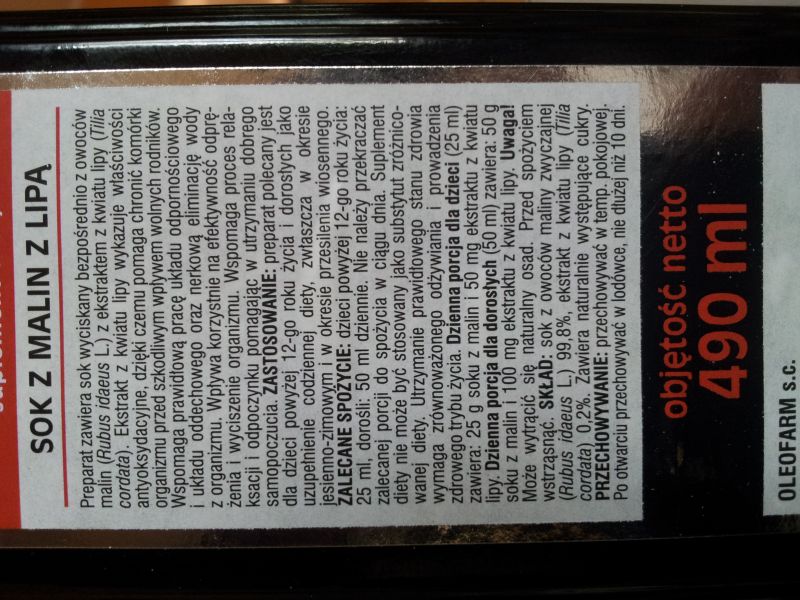 SOK Z MALIN Z LIPĄ
Preparat zawiera sok wyciskany bezpośrednio z owoców
malin (Rubus idaeus L.) z ekstraktem z kwiatu lipy (Tilia
cordata). Ekstrakt z kwiatu lipy wykazuje właściwości
antyoksydacyjne, dzięki czemu pomaga chronić komórki
organizmu przed szkodliwym wpływem wolnych rodników.
Wspomaga prawidłową pracę układu odpornościowego
i układu oddechowego oraz nerkową eliminację wody
z organizmu. Wpływa korzystnie na efektywność odprę-
żenia i wyciszenie organizmu. Wspomaga proces rela-
ksacji i odpoczynku pomagając w utrzymaniu dobrego
samopoczucia. ZASTOSOWANIE: preparat polecany jest
dla dzieci powyżej 12-go roku życia i dorosłych jako
uzupełnienie codziennej diety, zwłaszcza w okresie
jesienno-zimowym i w okresie przesilenia wiosennego.
ZALECANE SPOŻYCIE: dzieci powyżej 12-go roku życia:
25 ml, dorośli: 50 ml dziennie. Nie należy przekraczać
zalecanej porcji do spożycia w ciągu dnia. Suplement
diety nie może być stosowany jako substytut zróżnico-
wanej diety. Utrzymanie prawidłowego stanu zdrowia
wymaga zrównoważonego odżywiania i prowadzenia
zdrowego trybu życia. Dzienna porcja dla dzieci (25 ml)
zawiera: 25 g soku z malin i 50 mg ekstraktu z kwiatu
lipy. Dzienna porcja dla dorosłych (50 ml) zawiera: 50 g
soku z malin i 100 mg ekstraktu z kwiatu lipy. Uwaga!
Może wytrącić się naturalny osad. Przed spożyciem
wstrząsnąć. SKŁAD: sok z owoców maliny zwyczajnej
(Rubus idaeus L.) 99,8%, ekstrakt z kwiatu lipy (Tilia
cordata) 0,2%. Zawiera naturalnie występujące cukry.
PRZECHOWYWANIE: przechowywać w temp. pokojowej.
Po otwarciu przechowywać w lodówce, nie dłużej niż 10 dni.
objętość netto
490 ml
OLEOFARM s.c.